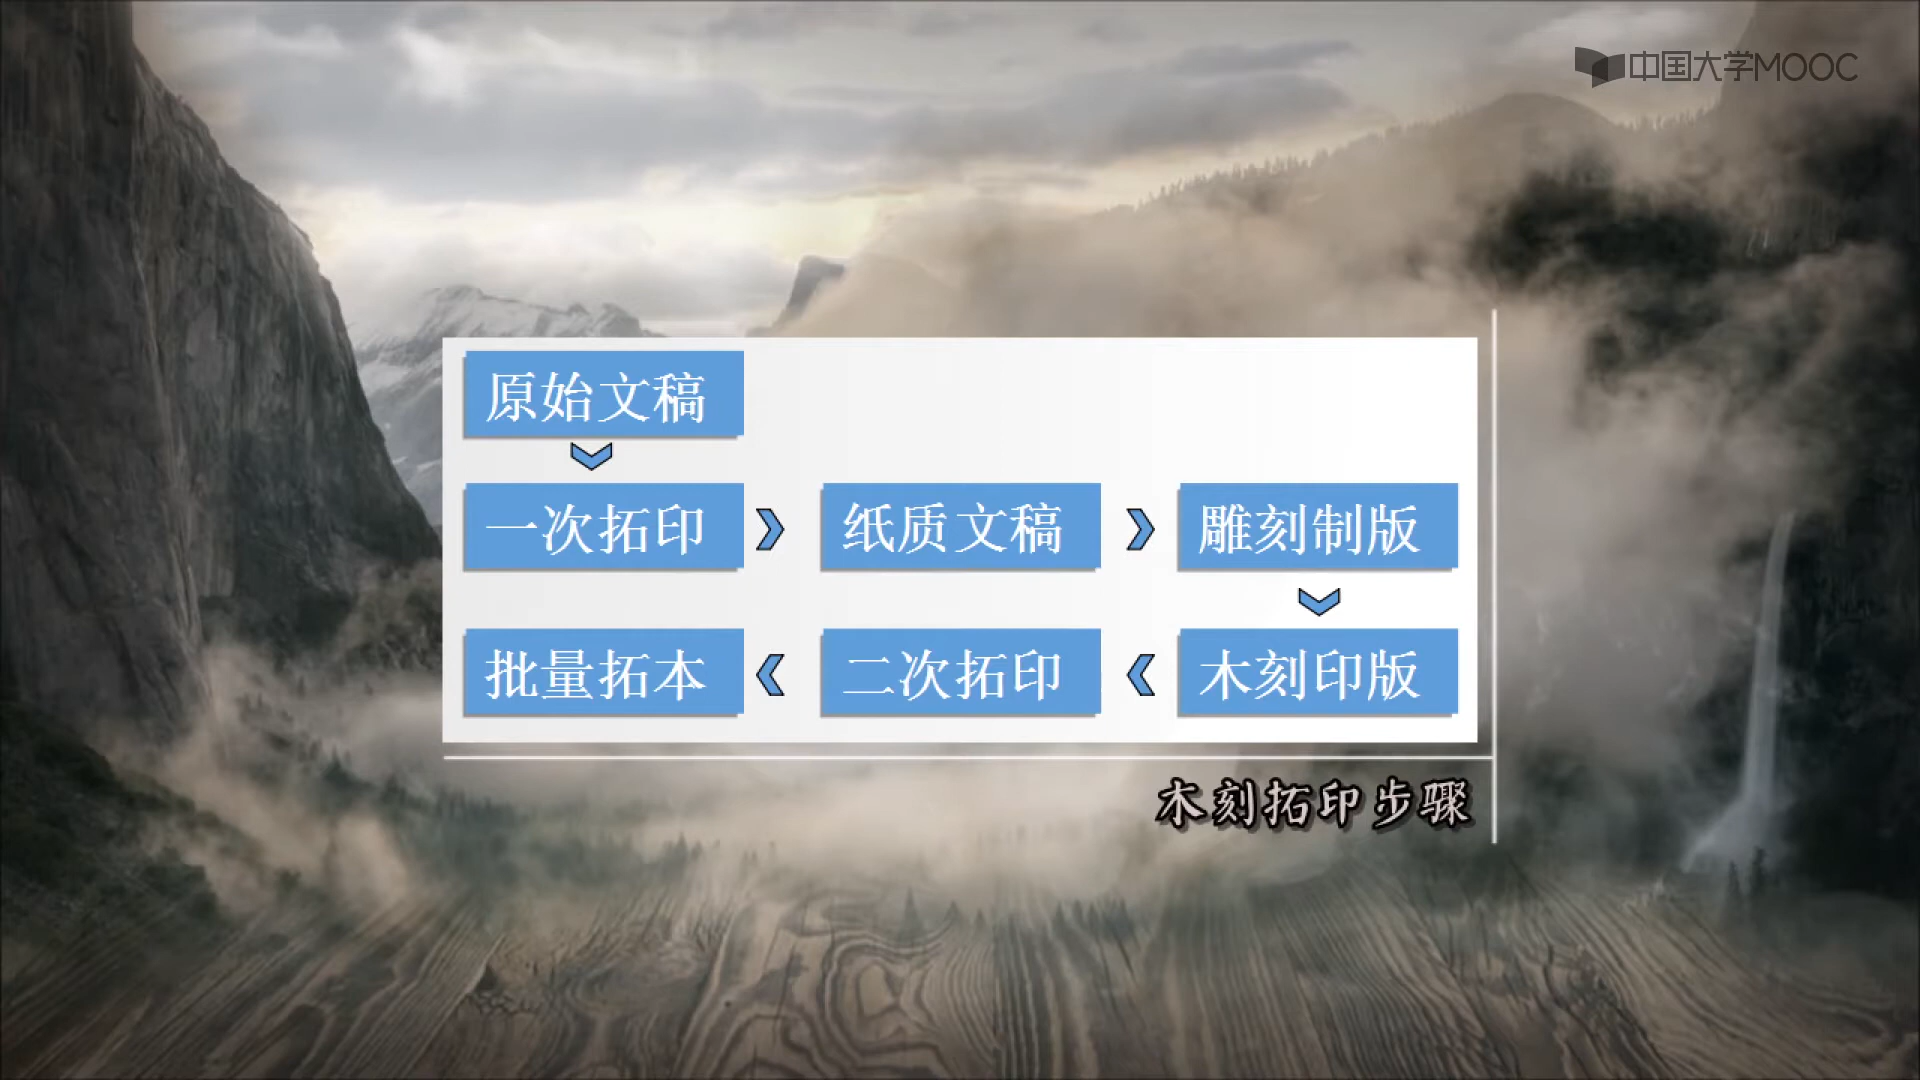 中国大学MOOC
原始文稿
一次拓印
纸质文稿
雕刻制版
批量拓本
二次拓印
木刻印版
木刻拓印步骤